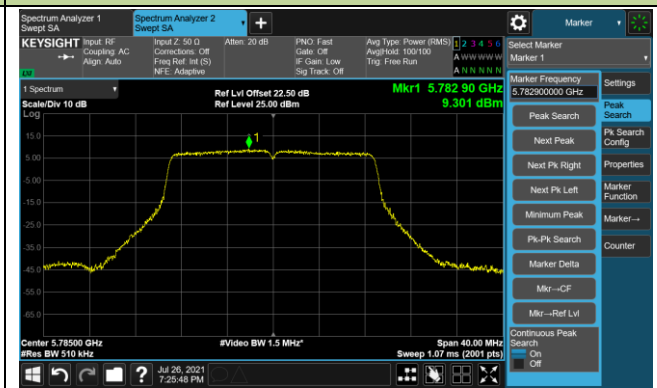 Spectrum Analyzer 1
Swept SA
Spectrum Analyzer 2
Swept SA
Marker
KEYSIGHT
Input: RF
Coupling: AC
Align: Auto
Input Z: 50 Ω
Corrections: Off
Freq Ref: Int (S)
NFE: Adaptive
Atten: 20 dB
PNO: Fast
Gate: Off
IF Gain: Low
Sig Track: Off
Avg Type: Power (RMS)
Avg|Hold: 100/100
Trig: Free Run
1 2 3 4 5 6
A W W W W W
A N N N N N
Select Marker
Marker 1
1 Spectrum
Scale/Div 10 dB
Log
Ref Lvl Offset 22.50 dB
Ref Level 25.00 dBm
Mkr1 5.782 90 GHz
9.301 dBm
15.0
5.00
-5.00
-15.0
-25.0
-35.0
-45.0
-55.0
-65.0
1
Center 5.78500 GHz
#Res BW 510 kHz
#Video BW 1.5 MHz*
Span 40.00 MHz
Sweep 1.07 ms (2001 pts)
Marker Frequency
5.782900000 GHz
Peak Search
Next Peak
Next Pk Right
Next Pk Left
Minimum Peak
Pk-Pk Search
Marker Delta
Mkr→CF
Mkr→Ref Lvl
Continuous Peak
Search
On
Off
Settings
Peak
Search
Pk Search
Config
Properties
Marker
Function
Marker→
Counter
?
Jul 26, 2021
7:25:48 PM